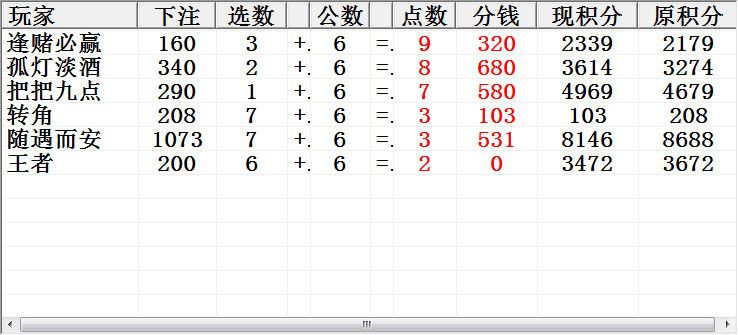 玩家 下注 选数 公数 点数 分钱 现积分 原积分
逢赌必赢 160 3 +. 6 =. 9 320 2339 2179
孤灯淡酒 340 2 +. 6 =. 8 680 3614 3274
把把九点 290 1 +. 6 =. 7 580 4969 4679
转角 208 7 +. 6 =. 3 103 103 208
随遇而安 1073 7 +. 6 =. 3 531 8146 8688
王者 200 6 +. 6 =. 2 0 3472 3672